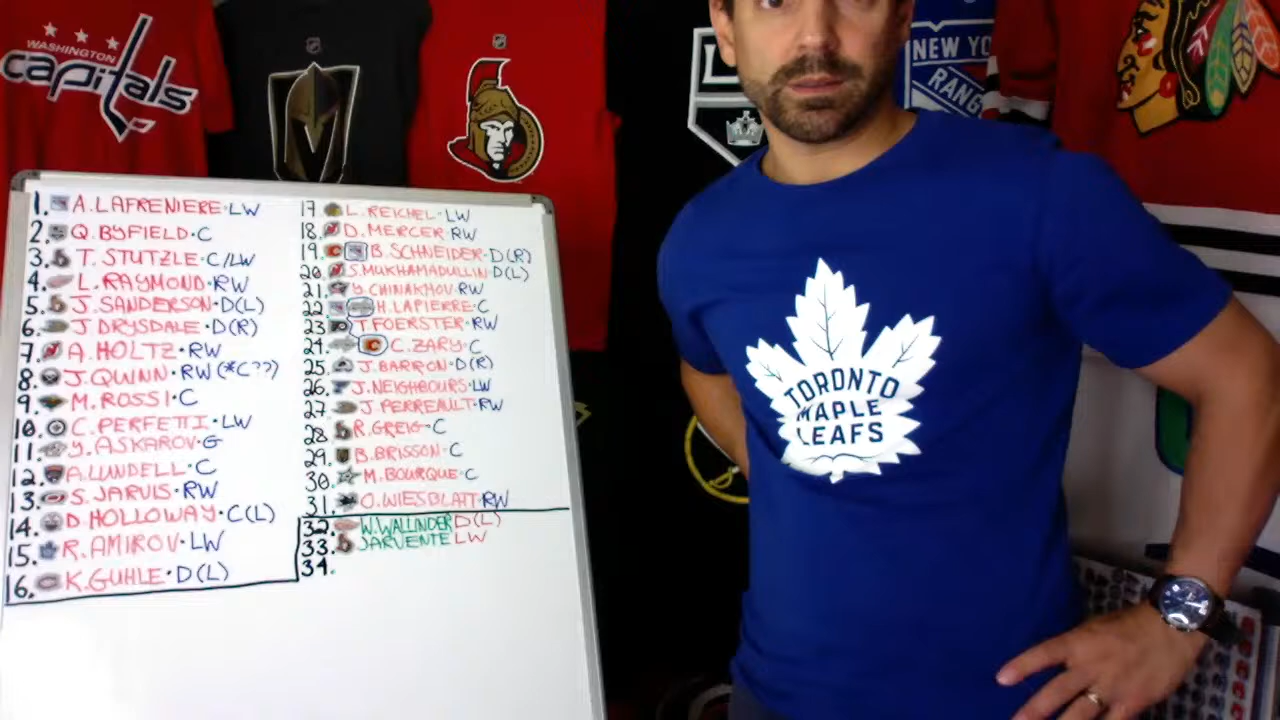 WASHINGTON
capitals
NEW YO
RANG
1. A. LAFRENIERE • LW
2. Q. BYFIELD • C
3. T. STUTZLE • C/LW
4. L. RAYMOND • RW
5. J. SANDERSON • D(L)
6. J DRYSDALE • D(R)
7. A. HOLTZ • RW
8. J. QUINN • RW (*C??)
9. M. ROSSI • C
10. C. PERFETTI • LW
11. Y. ASKAROV • G
12. A. LUNDELL • C
13. S. JARVIS • RW
14. D. HOLLOWAY • C(L)
15. R. AMIROV • LW
16. K. GUHLE • D(L)
17. L. REICHEL • LW
18. D. MERCER • RW
19. B. SCHNEIDER • D(R)
20. S. MUKHAMADULLIN • D(L)
21. Y. CHINAKHOV • RW
22. H. LAPIERRE • C
23. T. FOERSTER • RW
24. C. ZARY • C
25. J. BARRON • D(R)
26. J. NEIGHBOURS • LW
27. J. PERREAULT • RW
28. R. GREIG • C
29. B. BRISSON • C
30. M. BOURQUE • C
31. O. WIESBLATT • RW
32. W. WALLINDER D(L)
33. JARVENTE LW
34.
TORONTO
MAPLE
LEAFS